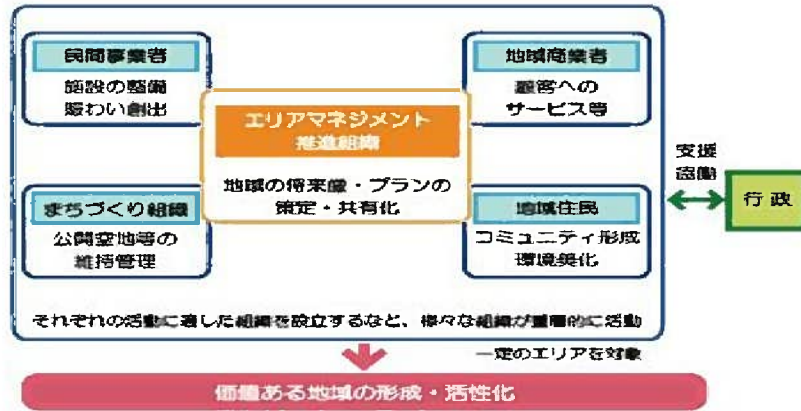 民間事業者
施設の整備
賑わい創出
地域商業者
顧客への
サービス等
エリアマネジメント
推進組織
地域の将来像・プランの
策定・共有化
まちづくり組織
公開空地等の
維持管理
地域住民
コミュニティ形成
環境美化
支援
協働
行政
それぞれの活動に適した組織を設立するなど、様々な組織が重層的に活動
一定のエリアを対象
価値ある地域の形成・活性化